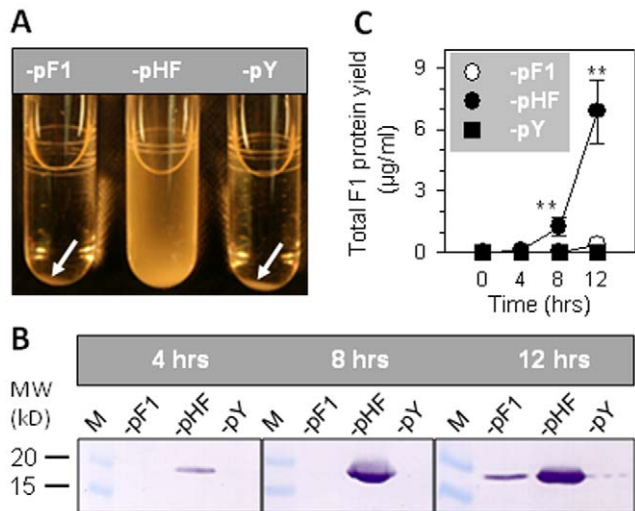 A
-pF1 -pHF -pY
C
Total F1 protein yield
(µg/ml)
9
6
3
0
-pF1
-pHF
-pY
**
**
0 4 8 12
Time (hrs)
B
4 hrs 8 hrs 12 hrs
MW
(kD)
M -pF1 -pHF -pY M -pF1 -pHF -pY M -pF1 -pHF -pY
20
15